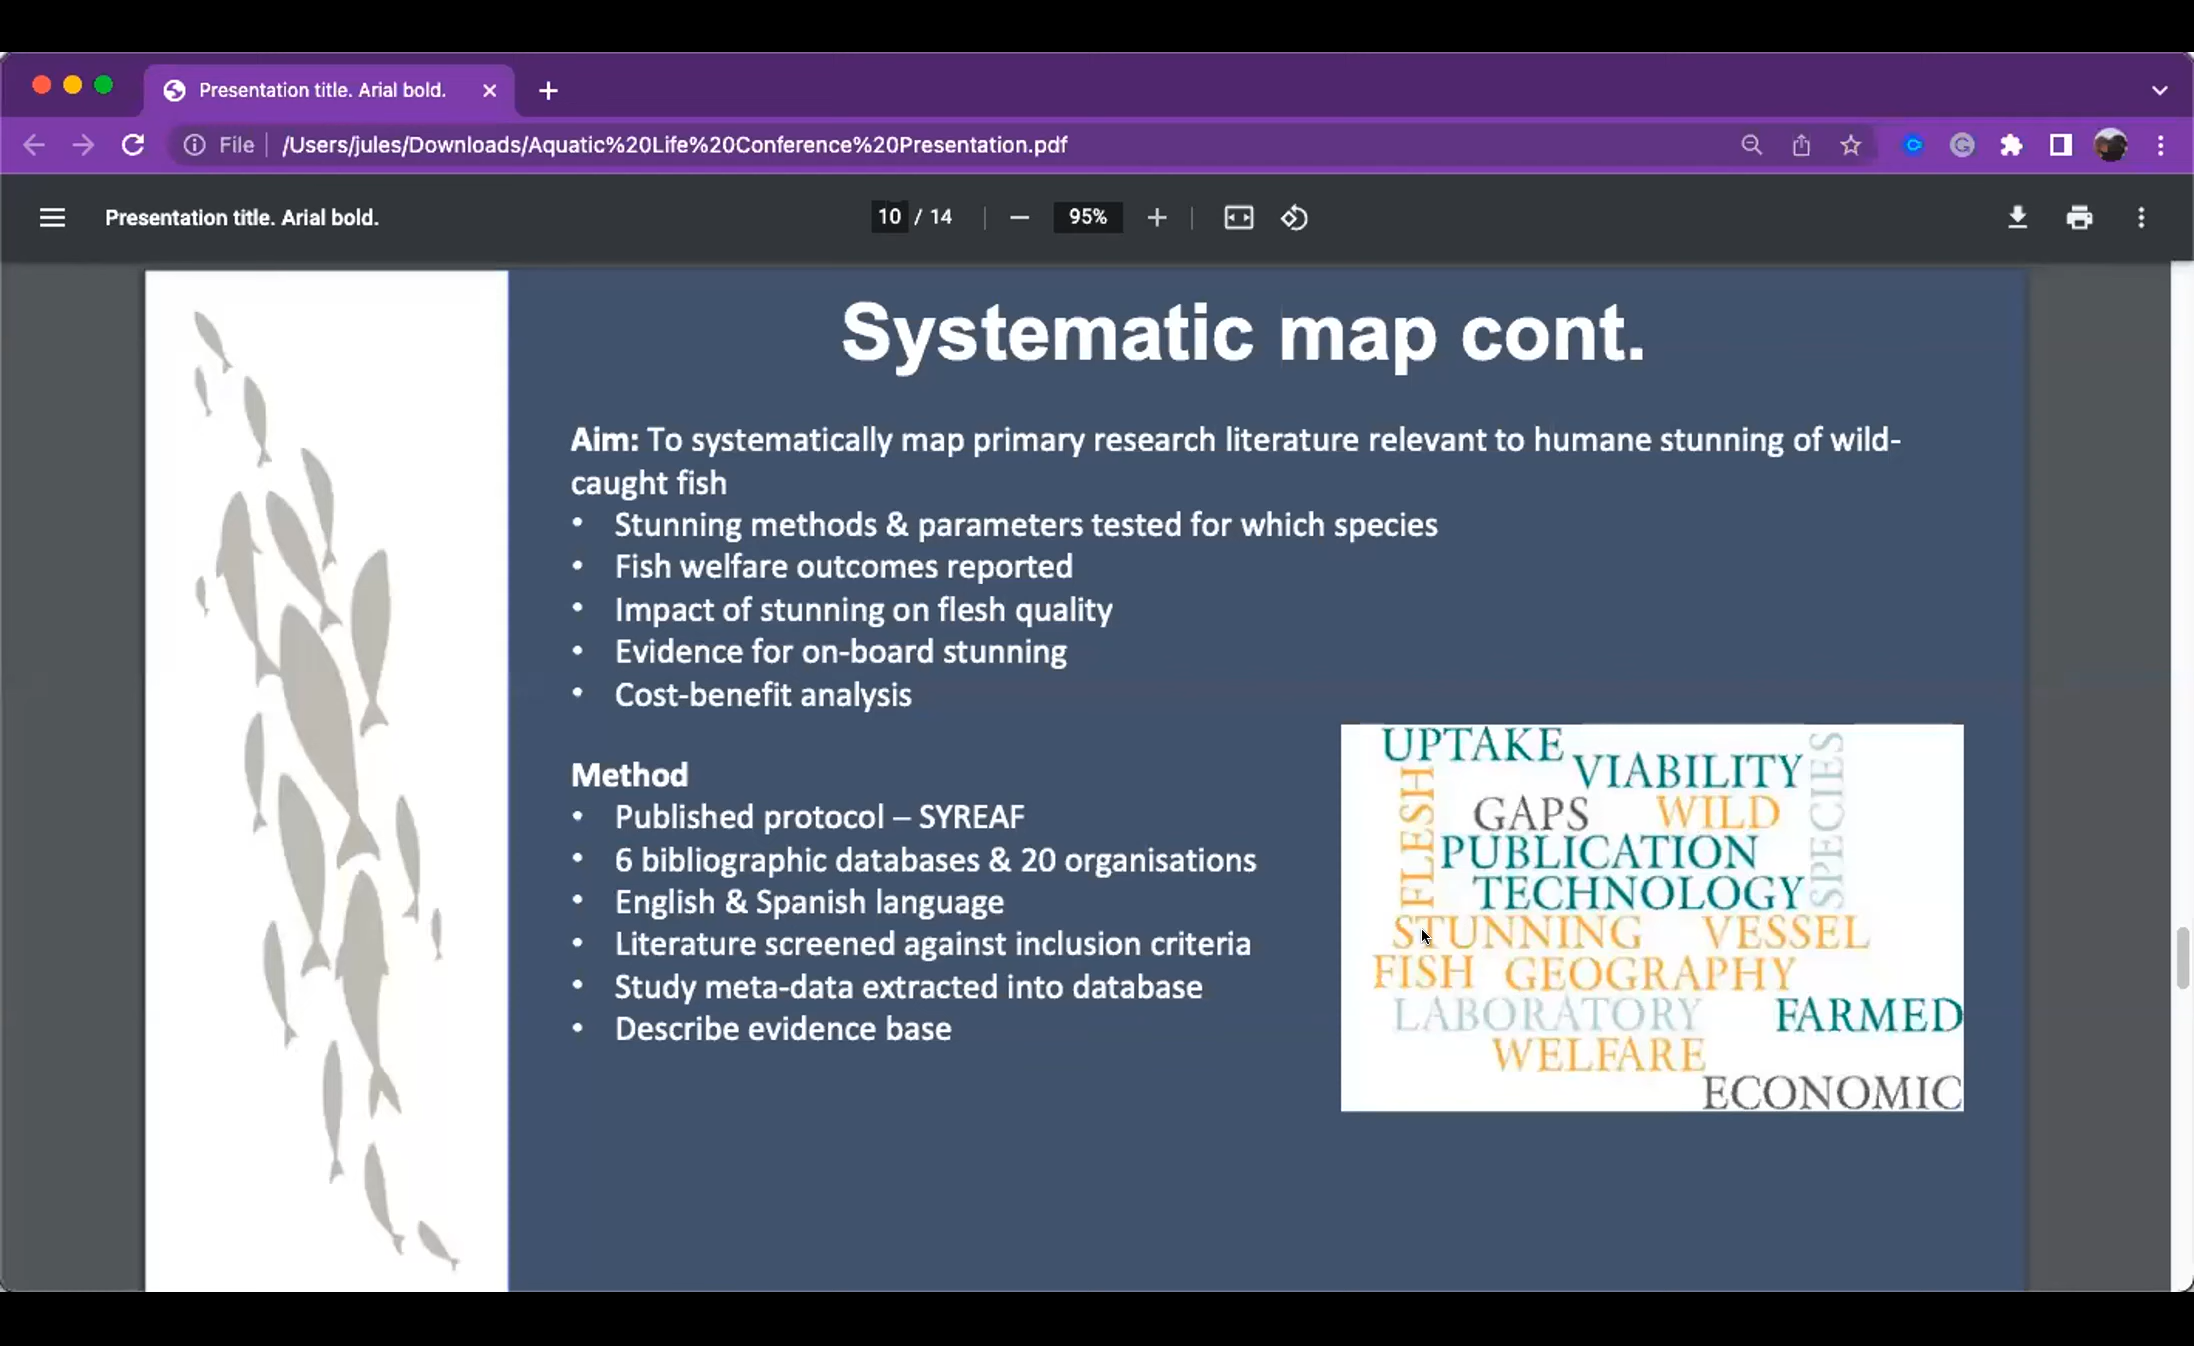 Presentation title. Arial bold.
File /Users/jules/Downloads/Aquatic%20Life%20Conference%20Presentation.pdf
Presentation title. Arial bold.
10 / 14
95%
Systematic map cont.
Aim: To systematically map primary research literature relevant to humane stunning of wild-
caught fish
• Stunning methods & parameters tested for which species
• Fish welfare outcomes reported
• Impact of stunning on flesh quality
• Evidence for on-board stunning
• Cost-benefit analysis
Method
• Published protocol – SYREAF
• 6 bibliographic databases & 20 organisations
• English & Spanish language
• Literature screened against inclusion criteria
• Study meta-data extracted into database
• Describe evidence base
UPTAKE
VIABILITY
SPECIES
FLESH
GAPS WILD
PUBLICATION
TECHNOLOGY
STUNNING VESSEL
FISH GEOGRAPHY
LABORATORY FARMED
WELFARE
ECONOMIC